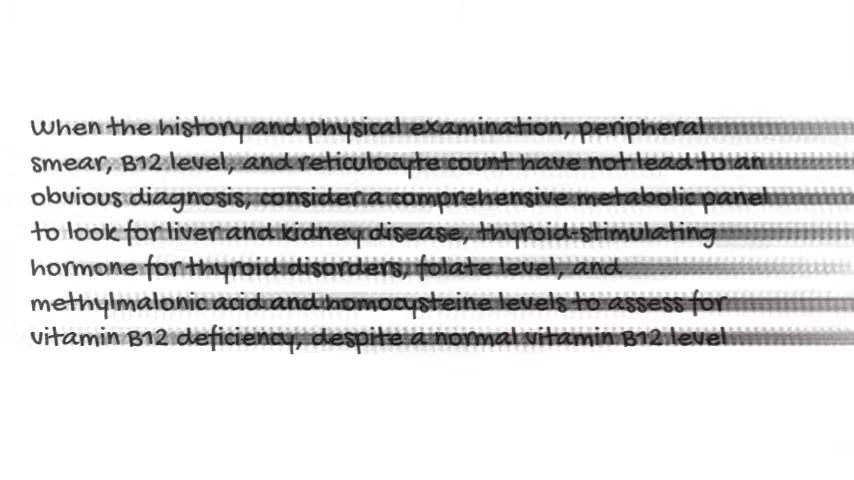 When the history and physical examination, peripheral
smear, B12 level, and reticulocyte count have not lead to an
obvious diagnosis, consider a comprehensive metabolic panel
to look for liver and kidney disease, thyroid-stimulating
hormone for thyroid disorders, folate level, and
methylmalonic acid and homocysteine levels to assess for
vitamin B12 deficiency, despite a normal vitamin B12 level